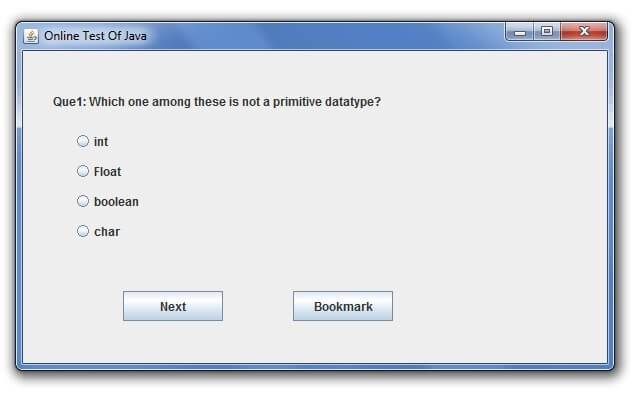 Online Test Of Java
Que1: Which one among these is not a primitive datatype?
int
Float
boolean
char
Next Bookmark